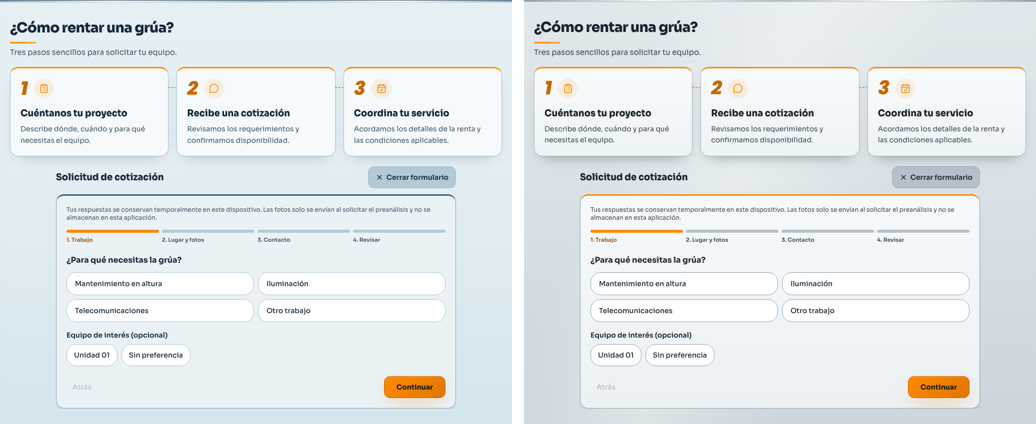 ¿Cómo rentar una grúa?
Tres pasos sencillos para solicitar tu equipo.
1
Cuéntanos tu proyecto
Describe dónde, cuándo y para qué
necesitas el equipo.
2
Recibe una cotización
Revisamos los requerimientos y
confirmamos disponibilidad.
3
Coordina tu servicio
Acordamos los detalles de la renta y
las condiciones aplicables.
Solicitud de cotización
✕ Cerrar formulario
Tus respuestas se conservan temporalmente en este dispositivo. Las fotos solo se envían al solicitar el preanálisis y no se
almacenan en esta aplicación.
1. Trabajo
2. Lugar y fotos
3. Contacto
4. Revisar
¿Para qué necesitas la grúa?
Mantenimiento en altura
Iluminación
Telecomunicaciones
Otro trabajo
Equipo de interés (opcional)
Unidad 01
Sin preferencia
Atrás
Continuar
¿Cómo rentar una grúa?
Tres pasos sencillos para solicitar tu equipo.
1
Cuéntanos tu proyecto
Describe dónde, cuándo y para qué
necesitas el equipo.
2
Recibe una cotización
Revisamos los requerimientos y
confirmamos disponibilidad.
3
Coordina tu servicio
Acordamos los detalles de la renta y
las condiciones aplicables.
Solicitud de cotización
✕ Cerrar formulario
Tus respuestas se conservan temporalmente en este dispositivo. Las fotos solo se envían al solicitar el preanálisis y no se
almacenan en esta aplicación.
1. Trabajo
2. Lugar y fotos
3. Contacto
4. Revisar
¿Para qué necesitas la grúa?
Mantenimiento en altura
Iluminación
Telecomunicaciones
Otro trabajo
Equipo de interés (opcional)
Unidad 01
Sin preferencia
Atrás
Continuar